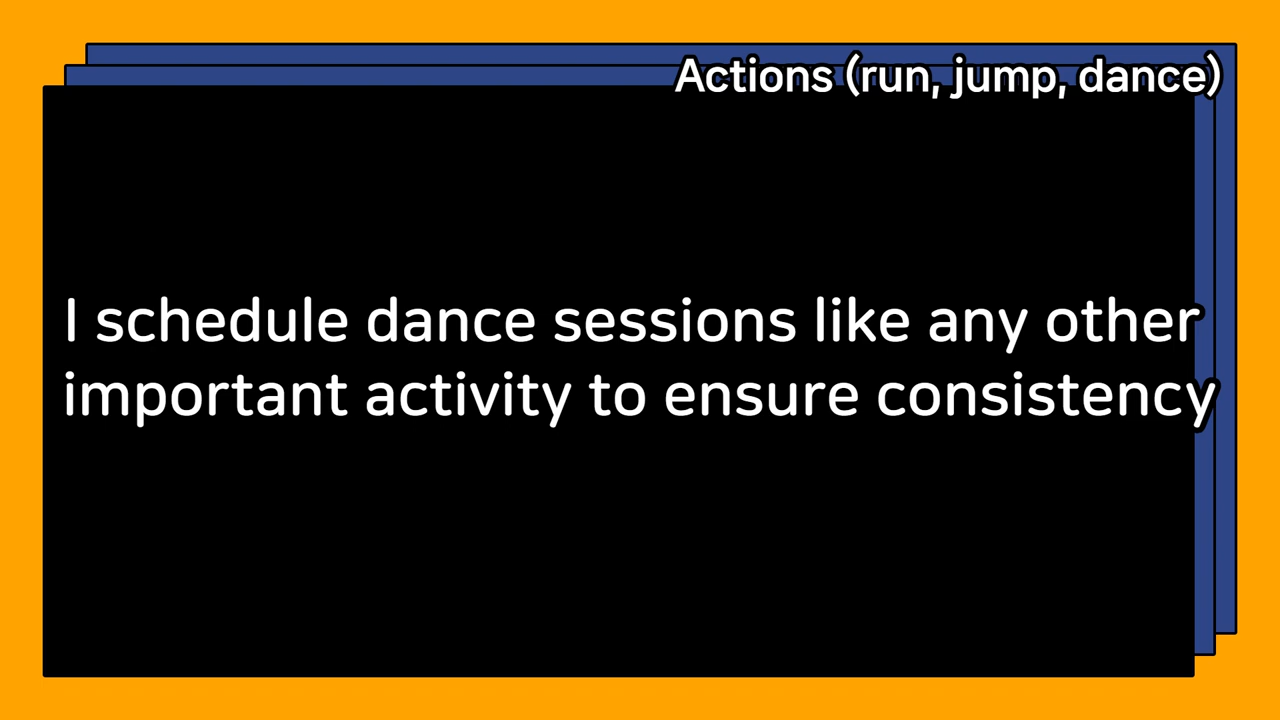 Actions (run, jump, dance)
I schedule dance sessions like any other
important activity to ensure consistency